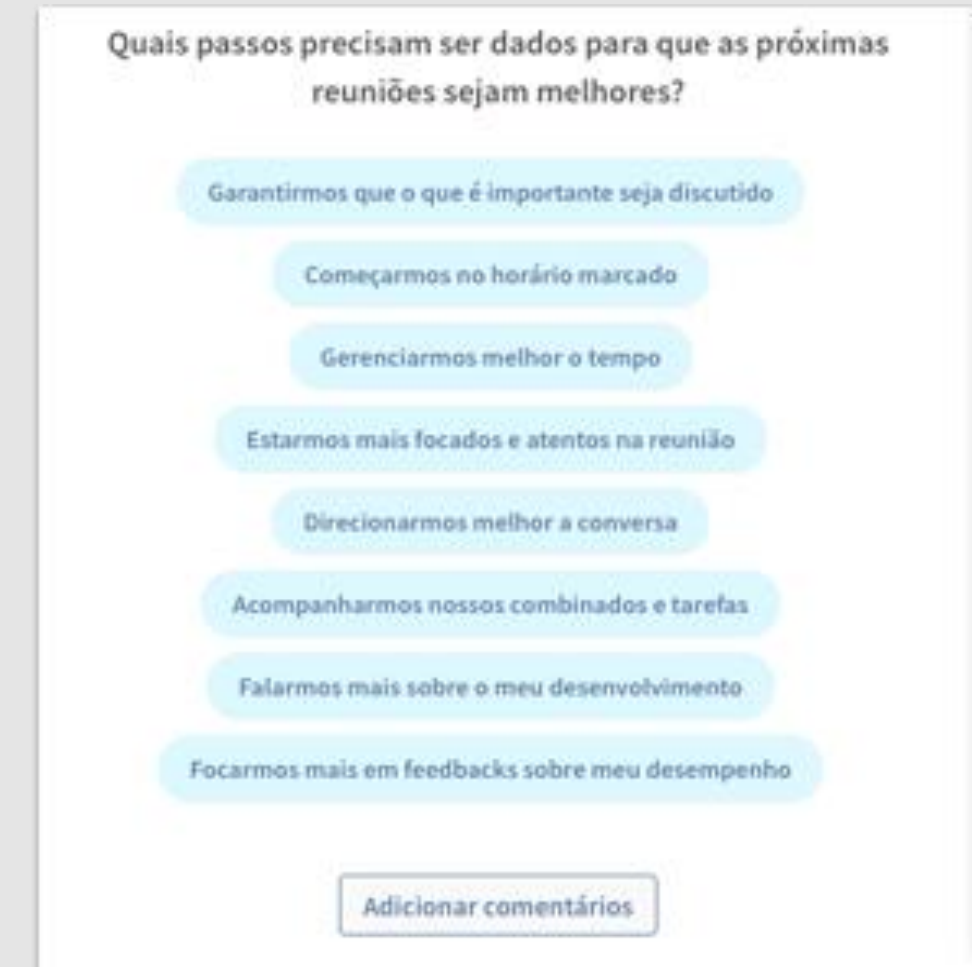 Quais passos precisam ser dados para que as próximas
reuniões sejam melhores?
Garantirmos que o que é importante seja discutido
Começarmos no horário marcado
Gerenciarmos melhor o tempo
Estarmos mais focados e atentos na reunião
Direcionarmos melhor a conversa
Acompanharmos nossos combinados e tarefas
Falarmos mais sobre o meu desenvolvimento
Focarmos mais em feedbacks sobre meu desempenho
Adicionar comentários